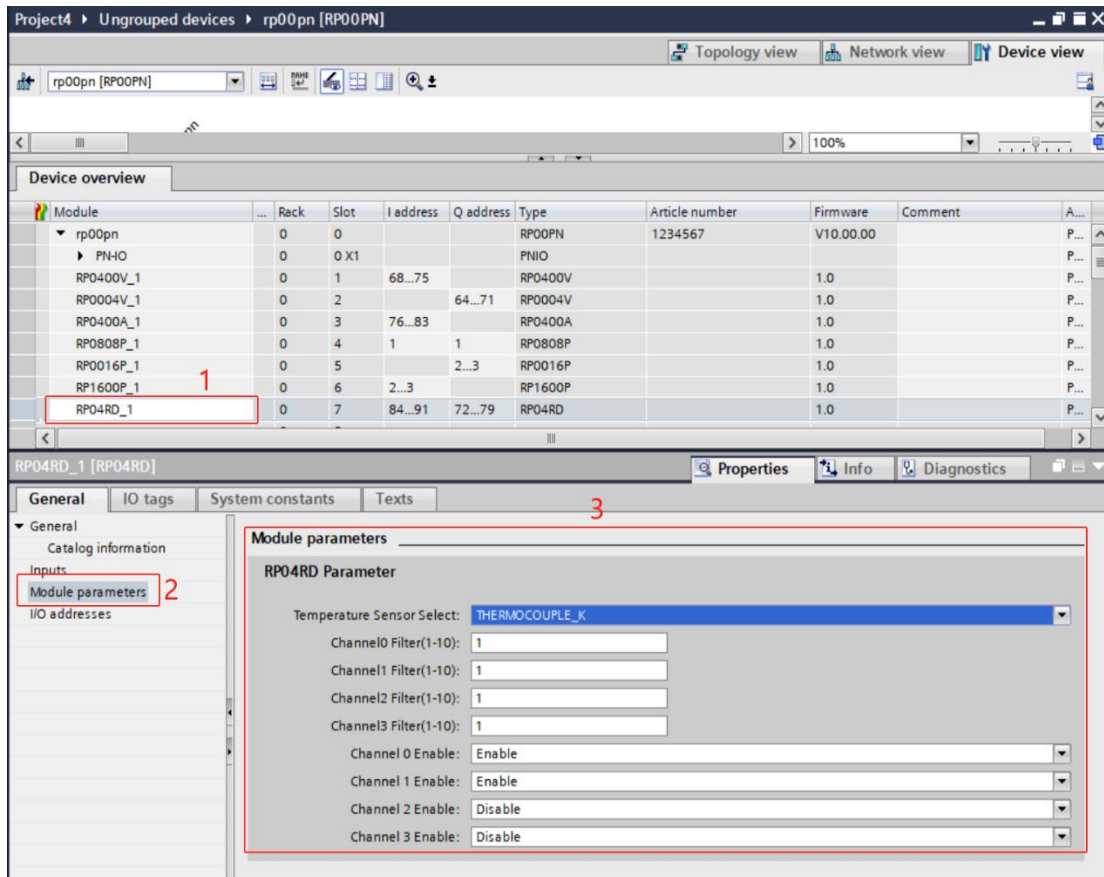 Project4 ▸ Ungrouped devices ▸ rp00pn [RP00PN]
Topology view Network view Device view
rp00pn [RP00PN]
pn
100%
Device overview
Module ... Rack Slot I address Q address Type Article number Firmware Comment A...
rp00pn 0 0 RP00PN 1234567 V10.00.00 P...
PN-IO 0 0 X1 PNIO P...
RP0400V_1 0 1 68...75 RP0400V 1.0 P...
RP0004V_1 0 2 64...71 RP0004V 1.0 P...
RP0400A_1 0 3 76...83 RP0400A 1.0 P...
RP0808P_1 0 4 1 1 RP0808P 1.0 P...
RP0016P_1 0 5 2...3 RP0016P 1.0 P...
RP1600P_1 0 6 2...3 RP1600P 1.0 P...
1
RP04RD_1 0 7 84...91 72...79 RP04RD 1.0 P...
RP04RD_1 [RP04RD]
Properties Info Diagnostics
General IO tags System constants Texts
General
Catalog information
Inputs
Module parameters 2
I/O addresses
3
Module parameters
RP04RD Parameter
Temperature Sensor Select: THERMOCOUPLE_K
Channel0 Filter(1-10): 1
Channel1 Filter(1-10): 1
Channel2 Filter(1-10): 1
Channel3 Filter(1-10): 1
Channel 0 Enable: Enable
Channel 1 Enable: Enable
Channel 2 Enable: Disable
Channel 3 Enable: Disable